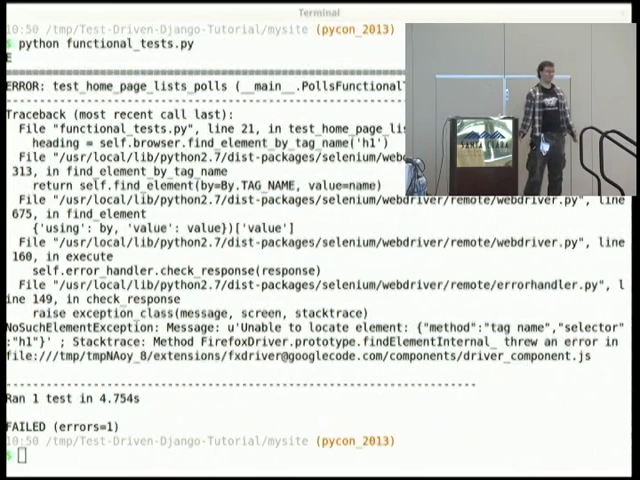 Terminal
10:50 /tmp/Test-Driven-Django-Tutorial/mysite (pycon_2013)
$ python functional_tests.py
E
ERROR: test_home_page_lists_polls (__main__.PollsFunctional
Traceback (most recent call last):
File "functional_tests.py", line 21, in test_home_page_lis
heading = self.browser.find_element_by_tag_name('h1')
File "/usr/local/lib/python2.7/dist-packages/selenium/webd
313, in find_element_by_tag_name
return self.find_element(by=By.TAG_NAME, value=name)
File "/usr/local/lib/python2.7/dist-packages/selenium/webdriver/remote/webdriver.py", line
675, in find_element
{'using': by, 'value': value})['value']
File "/usr/local/lib/python2.7/dist-packages/selenium/webdriver/remote/webdriver.py", line
160, in execute
self.error_handler.check_response(response)
File "/usr/local/lib/python2.7/dist-packages/selenium/webdriver/remote/errorhandler.py", l
ine 149, in check_response
raise exception_class(message, screen, stacktrace)
NoSuchElementException: Message: u'Unable to locate element: {"method":"tag name","selector"
:"h1"}' ; Stacktrace: Method FirefoxDriver.prototype.findElementInternal_ threw an error in
file:///tmp/tmpNAoy_8/extensions/fxdriver@googlecode.com/components/driver_component.js
Ran 1 test in 4.754s
FAILED (errors=1)
10:50 /tmp/Test-Driven-Django-Tutorial/mysite (pycon_2013)
$
SANTA CLARA